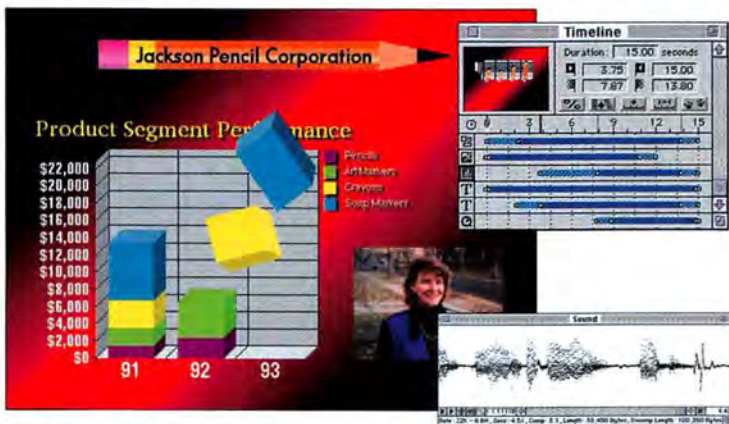 Jackson Pencil Corporation
Product Segment Performance
$22,000
$20,000
$18,000
$16,000
$14,000
$12,000
$10,000
$8,000
$6,000
$4,000
$2,000
$0
91 92 93
Pencils
Art Markers
Crayons
Soap Markers
Timeline
Duration: 15.00 seconds
3.75 15.00
7.87 13.80
0 3 6 9 12 15
T
T
Sound